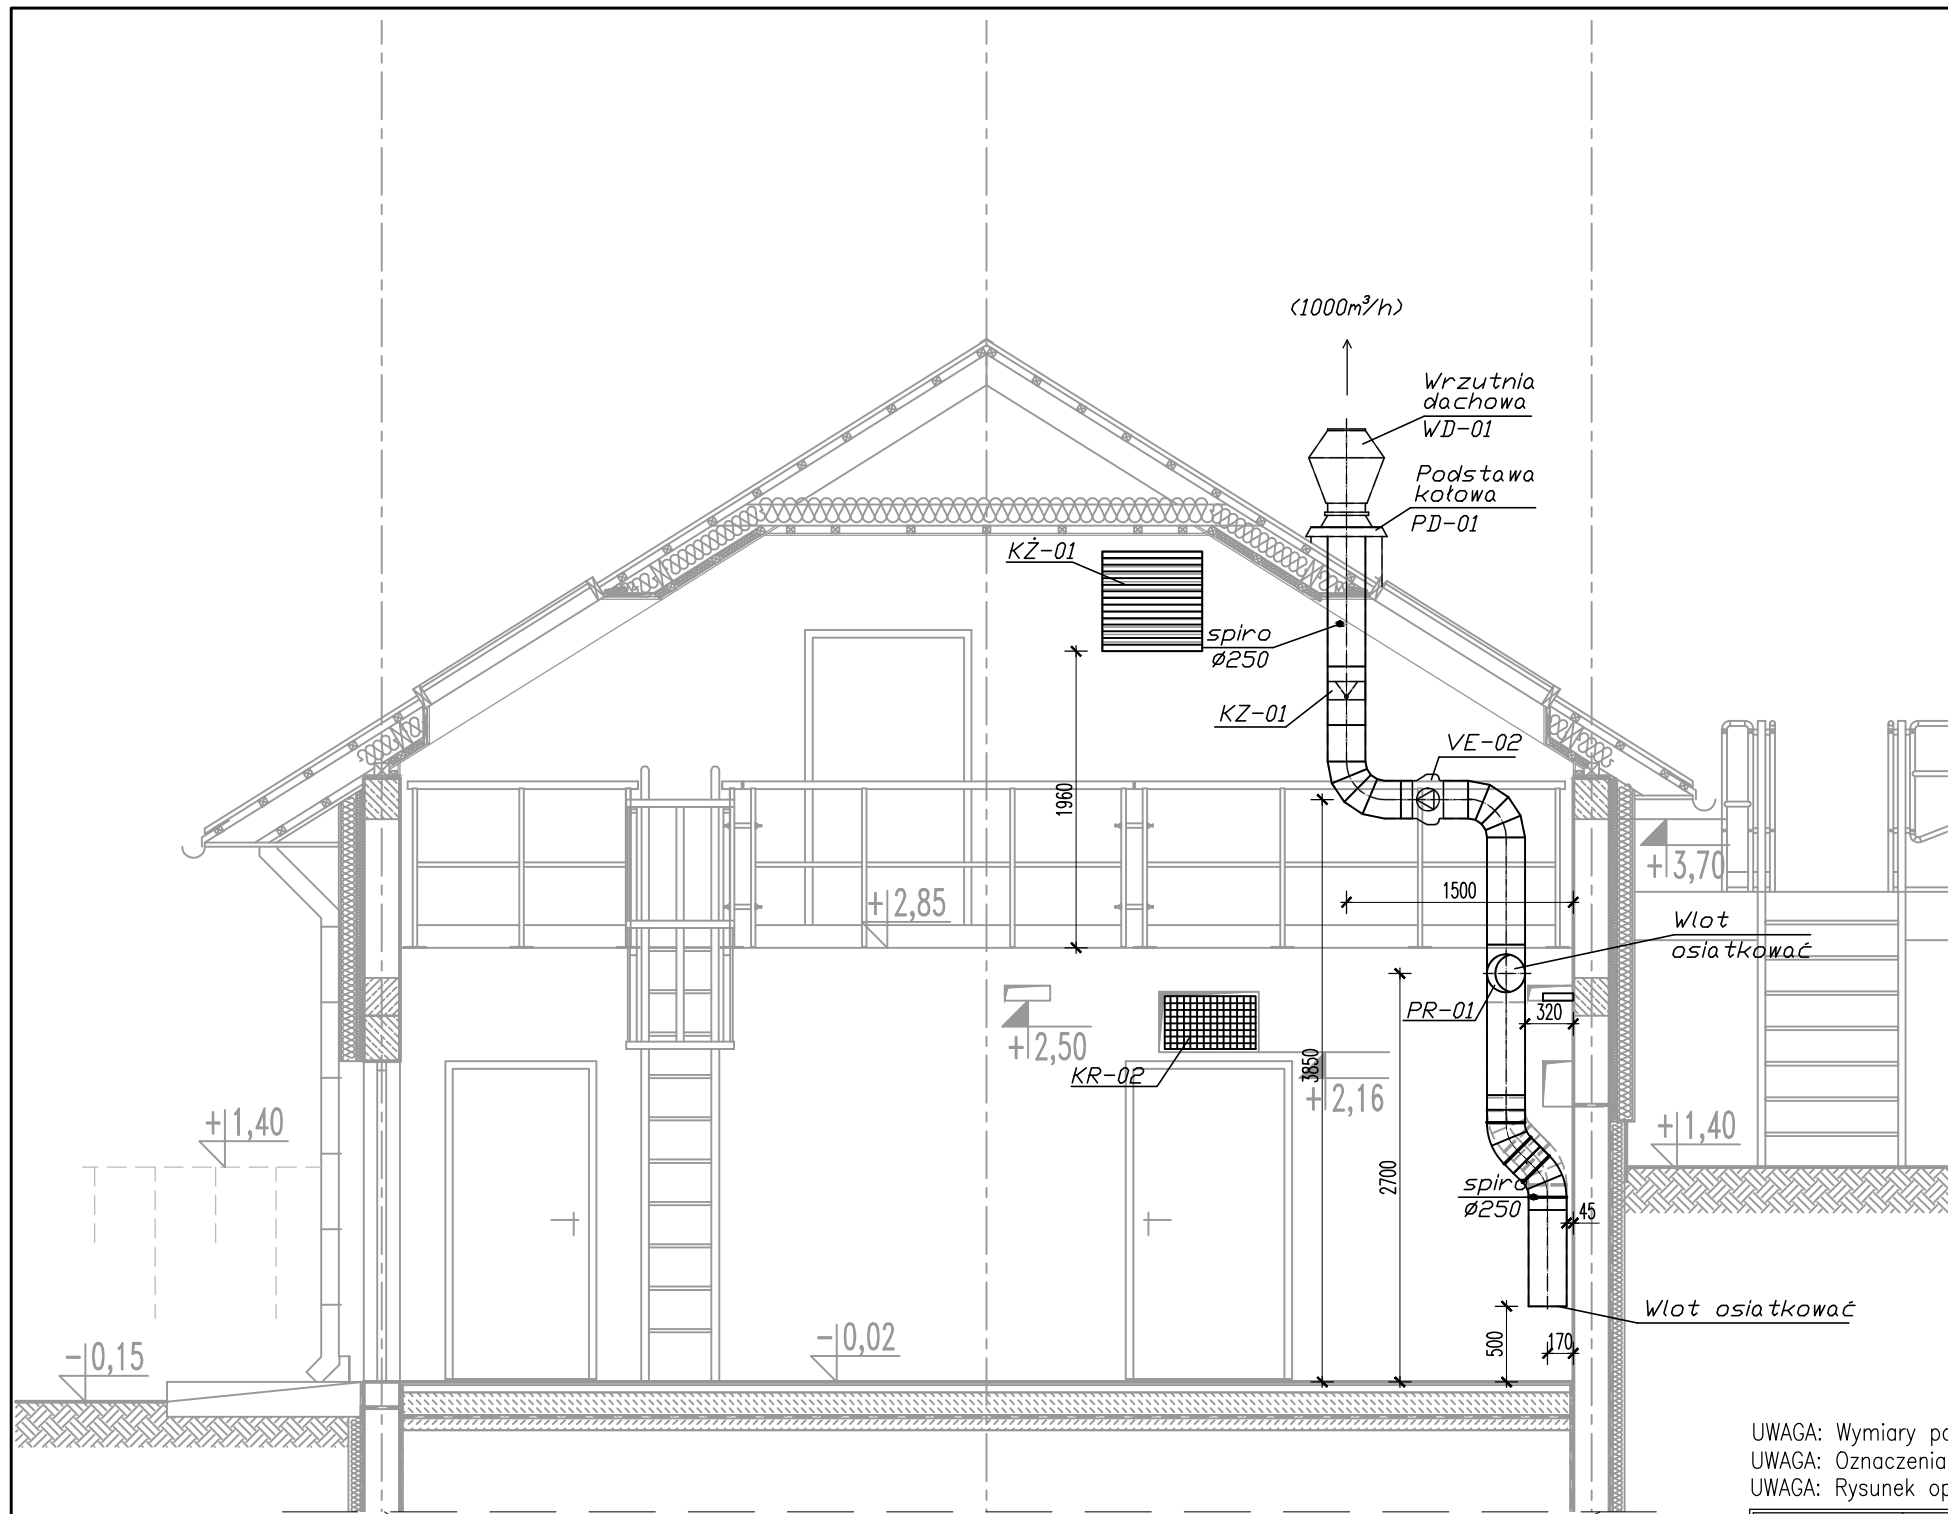 (1000m³/h)
Wrzutnia
dachowa
WD-01
Podstawa
kołowa
PD-01
KŻ-01
spiro
ø250
KZ-01
VE-02
1960
+3,70
1500
+2,85
Wlot
osiatkować
PR-01
320
+2,50
3850
KR-02
+2,16
+1,40
+1,40
2700
spiro
ø250
45
Wlot osiatkować
-0,15
-0,02
500
170
UWAGA: Wymiary
UWAGA: Oznaczenia
UWAGA: Rysunek